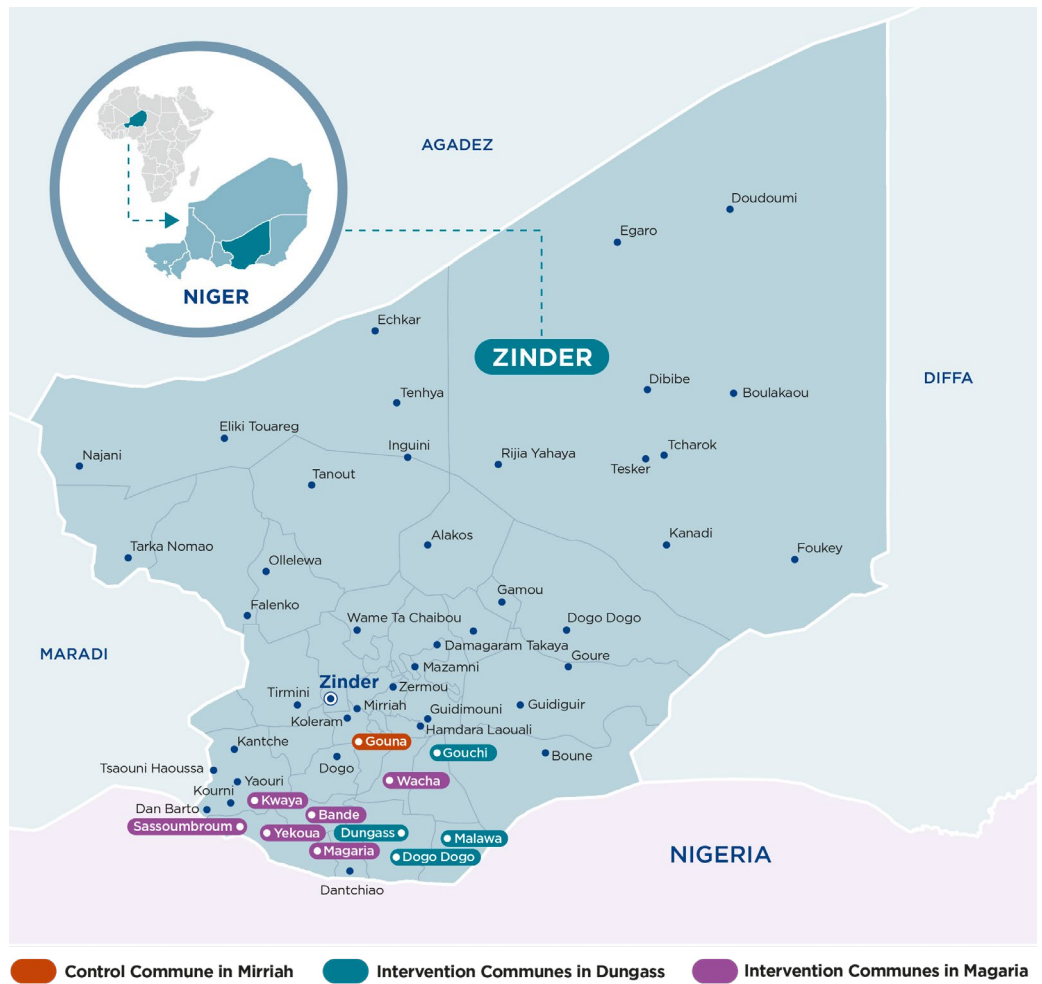 AGADEZ
Doudoumi
Egaro
NIGER
Echkar
ZINDER
DIFFA
Dibibe
Boulakaou
Tenhya
Eliki Touareg
Inguini
Tcharok
Najani
Rijia Yahaya
Tesker
Tanout
Alakos
Kanadi
Tarka Nomao
Foukey
Ollelewa
Gamou
Falenko
Wame Ta Chaibou
Dogo Dogo
Damagaram Takaya
MARADI
Goure
Mazamni
Zinder
Zermou
Tirmini
Mirriah
Guidimouni
Guidiguir
Koleram
Hamdara Laouali
Gouna
Kantche
Gouchi
Boune
Tsaouni Haoussa
Dogo
Yaouri
Wacha
Kourni
Kwaya
Dan Barto
Bande
Sassoumbroum
Yekoua
Dungass
Malawa
Magaria
Dogo Dogo
NIGERIA
Dantchiao
Control Commune in Mirriah
Intervention Communes in Dungass
Intervention Communes in Magaria